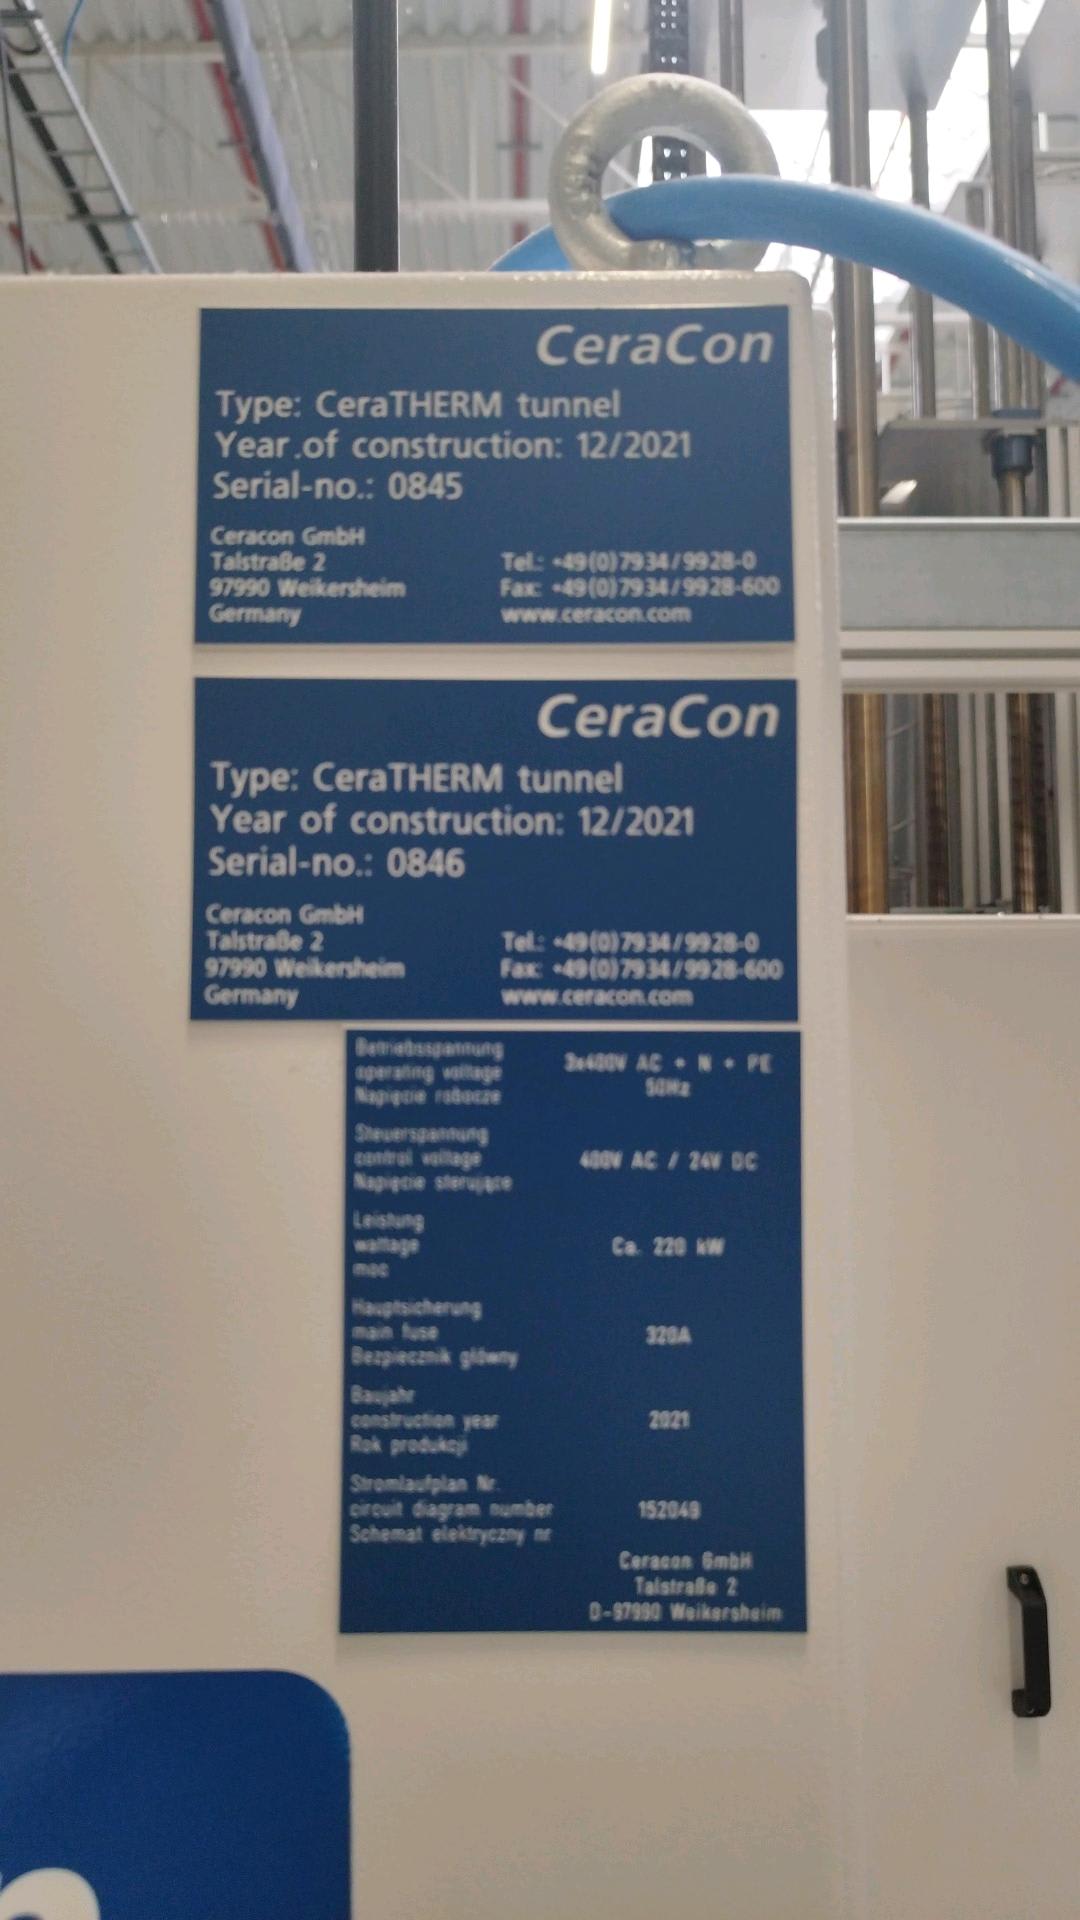 CeraCon
Type: CeraTHERM tunnel
Year.of construction: 12/2021
Serial-no.: 0845
Ceracon GmbH
Talstraße 2
97990 Weikersheim
Germany
Tel.: +49(0)7934/9928-0
Fax: +49(0)7934/9928-600
www.ceracon.com
CeraCon
Type: CeraTHERM tunnel
Year of construction: 12/2021
Serial-no.: 0846
Ceracon GmbH
Talstraße 2
97990 Weikersheim
Germany
Tel.: +49(0)7934/9928-0
Fax: +49(0)7934/9928-600
www.ceracon.com
Betriebsspannung
operating voltage
Napięcie robocze
3x400V AC + N + PE
50Hz
Steuerspannung
control voltage
Napięcie sterujące
400V AC / 24V DC
Leistung
wattage
moc
Ca. 220 kW
Hauptsicherung
main fuse
Bezpiecznik główny
320A
Baujahr
construction year
Rok produkcji
2021
Stromlaufplan Nr.
circuit diagram number
Schemat elektryczny nr
152049
Ceracon GmbH
Talstraße 2
D-97990 Weikersheim